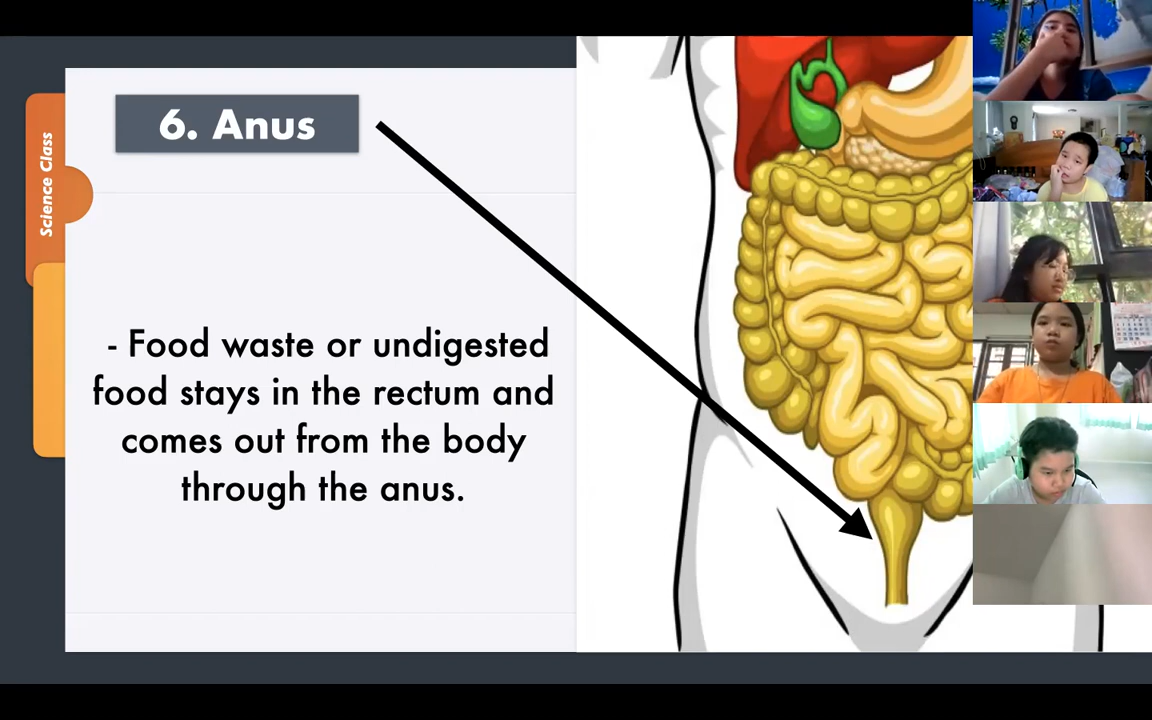 6. Anus
Science Class
- Food waste or undigested
food stays in the rectum and
comes out from the body
through the anus.